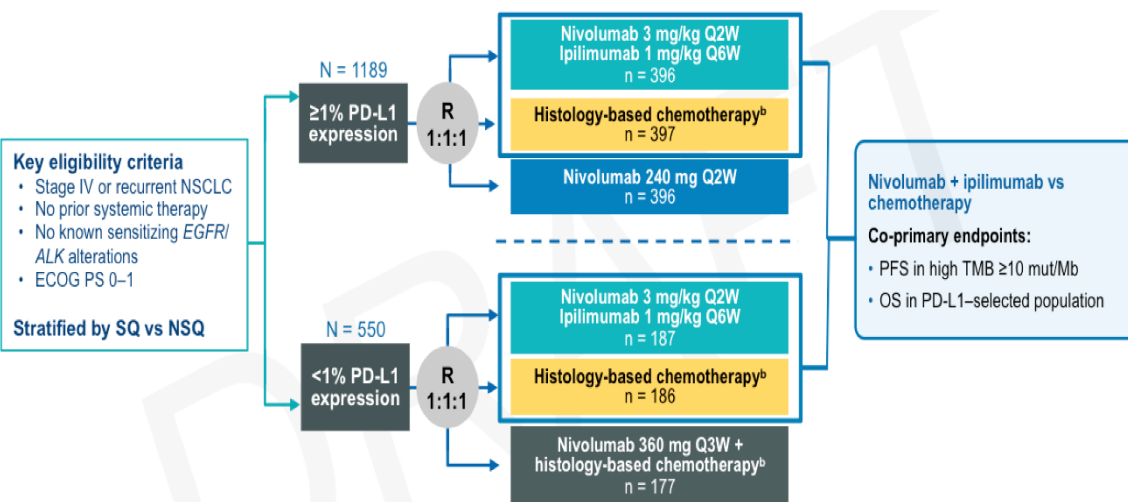 Key eligibility criteria
• Stage IV or recurrent NSCLC
• No prior systemic therapy
• No known sensitizing EGFR/
ALK alterations
• ECOG PS 0–1
Stratified by SQ vs NSQ
N = 1189
≥1% PD-L1
expression
R
1:1:1
Nivolumab 3 mg/kg Q2W
Ipilimumab 1 mg/kg Q6W
n = 396
Histology-based chemotherapyᵇ
n = 397
Nivolumab 240 mg Q2W
n = 396
N = 550
<1% PD-L1
expression
R
1:1:1
Nivolumab 3 mg/kg Q2W
Ipilimumab 1 mg/kg Q6W
n = 187
Histology-based chemotherapyᵇ
n = 186
Nivolumab 360 mg Q3W +
histology-based chemotherapyᵇ
n = 177
Nivolumab + ipilimumab vs
chemotherapy
Co-primary endpoints:
• PFS in high TMB ≥10 mut/Mb
• OS in PD-L1–selected population
DRAFT